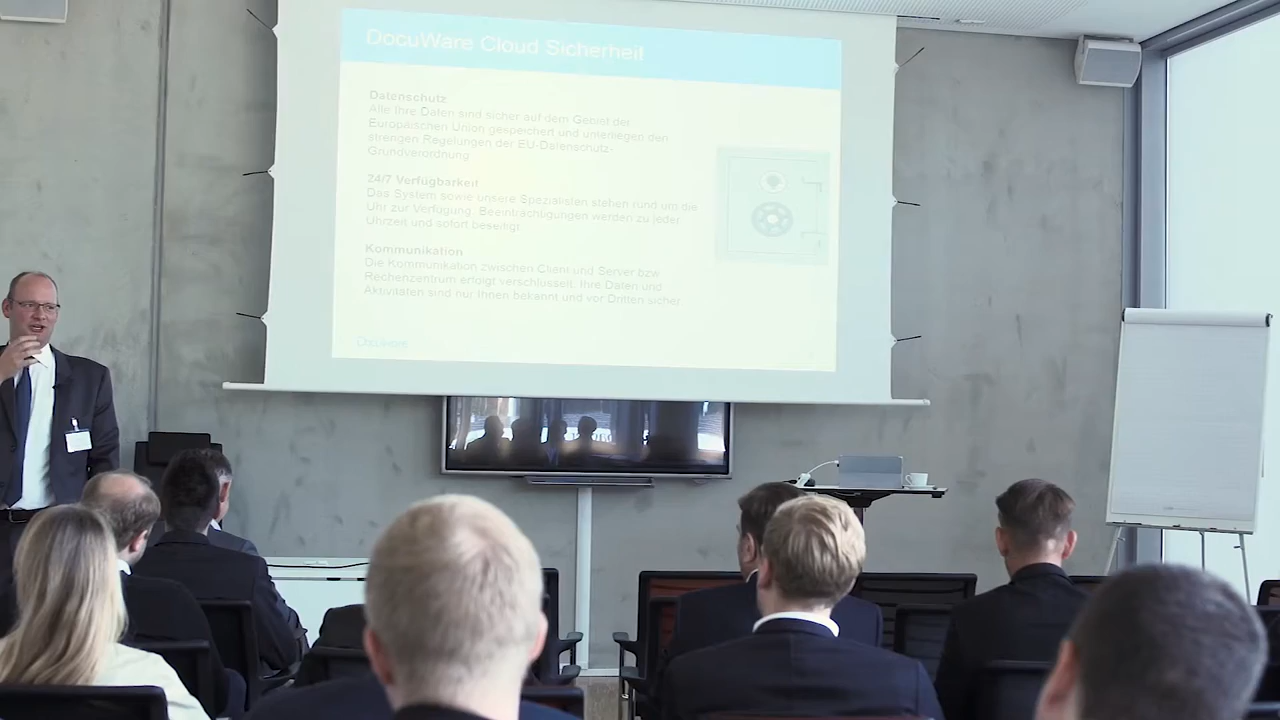 DocuWare Cloud Sicherheit
Datenschutz
Alle Ihre Daten sind sicher auf dem Gebiet der
Europäischen Union gespeichert und unterliegen den
strengen Regelungen der EU-Datenschutz-
Grundverordnung
24/7 Verfügbarkeit
Das System sowie unsere Spezialisten stehen rund um die
Uhr zur Verfügung. Beeinträchtigungen werden zu jeder
Uhrzeit und sofort beseitigt
Kommunikation
Die Kommunikation zwischen Client und Server bzw
Rechenzentrum erfolgt verschlüsselt. Ihre Daten und
Aktivitäten sind nur Ihnen bekannt und vor Dritten sicher
DocuWare